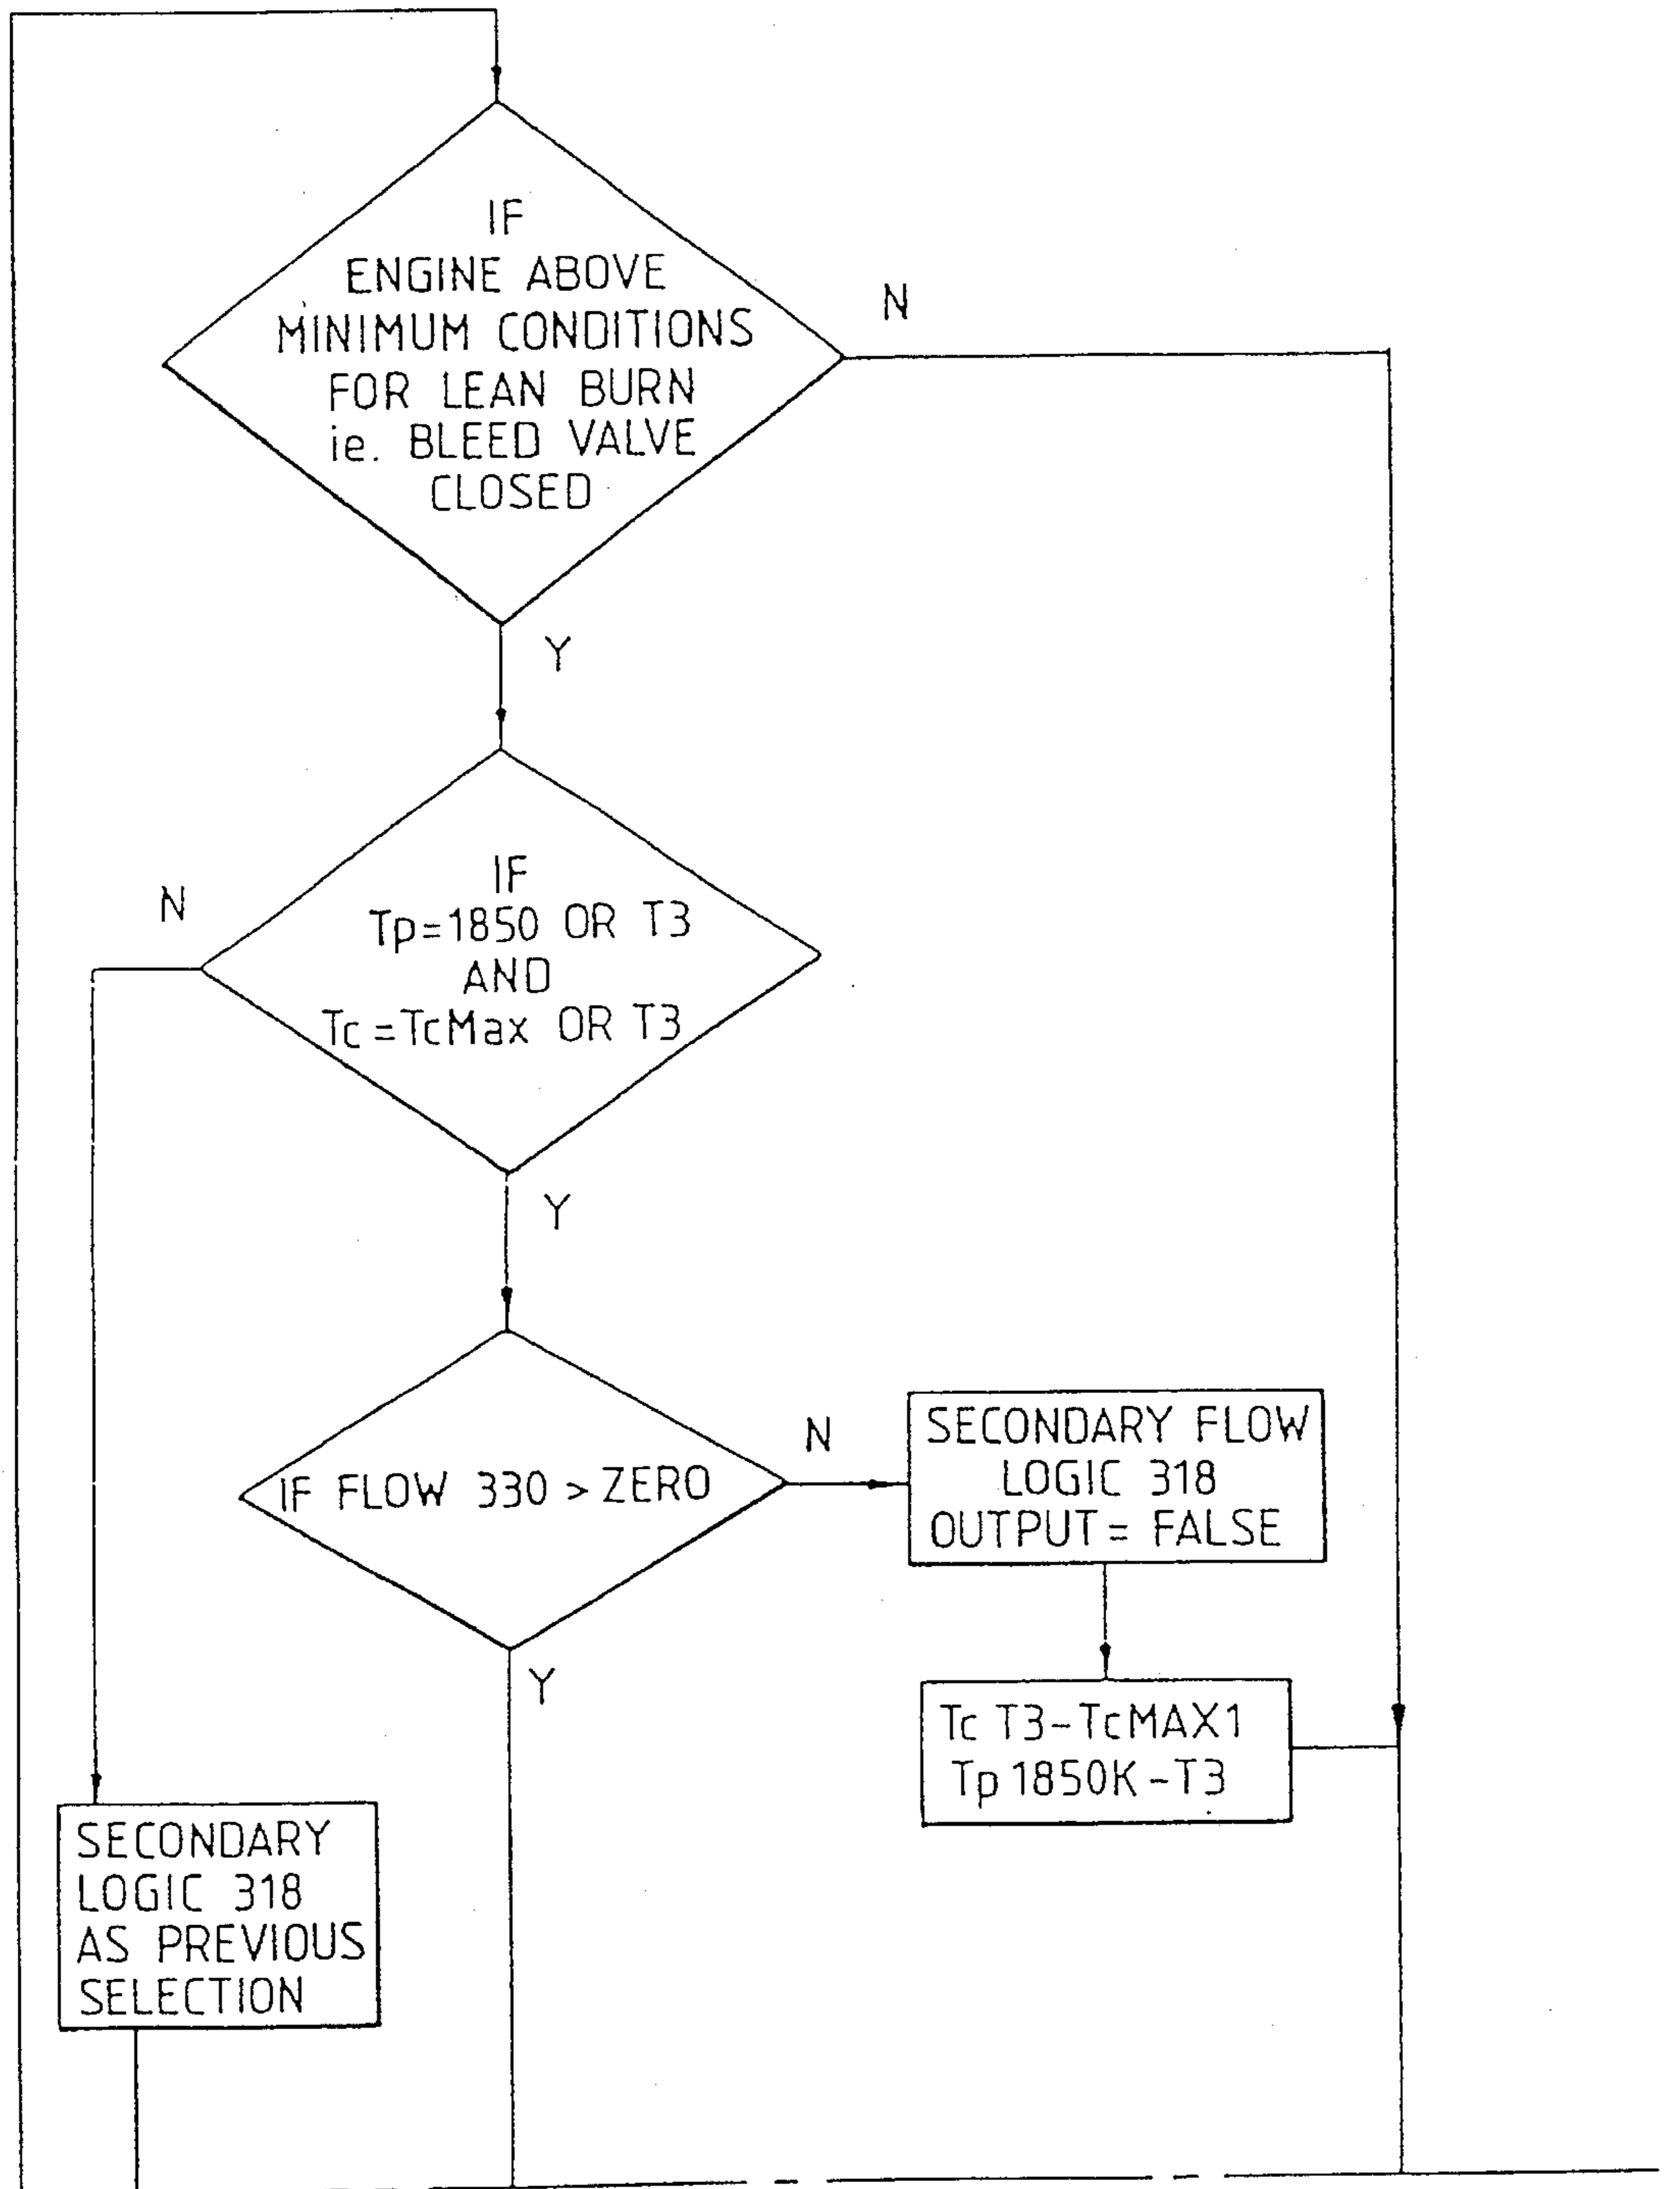 IF
ENGINE ABOVE
MINIMUM CONDITIONS
FOR LEAN BURN
ie. BLEED VALVE
CLOSED
N
Y
IF
Tp=1850 OR T3
AND
Tc=TcMax OR T3
N
Y
IF FLOW 330 > ZERO
N
Y
SECONDARY FLOW
LOGIC 318
OUTPUT = FALSE
Tc T3-TcMAX1
Tp 1850K-T3
SECONDARY
LOGIC 318
AS PREVIOUS
SELECTION